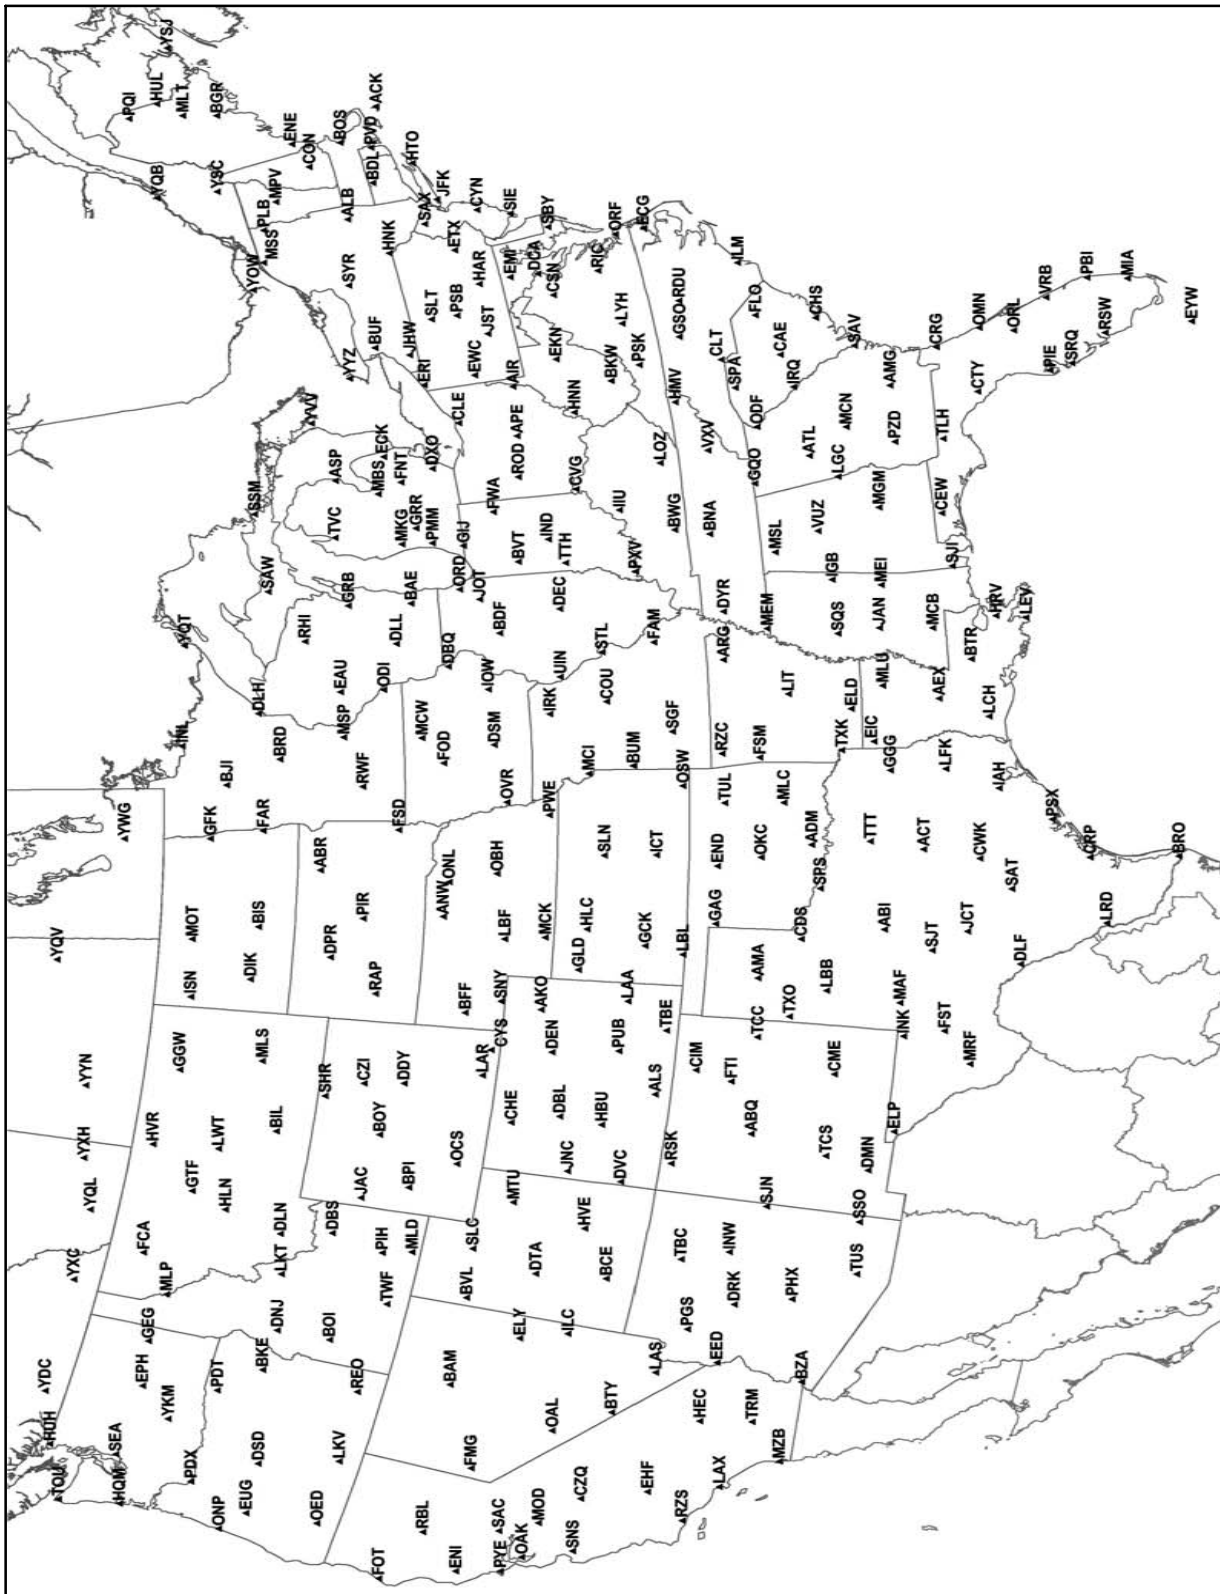 TOU
HUH
YDC
YXC
YQL
YXH
YYN
YQV
YWG
HQM
SEA
EPH
GEG
MLP
FCA
GTF
HVR
GGW
ISN
MOT
GFK
BJI
INL
YQT
YKM
PDX
PDT
HLN
LWT
MLS
DIK
BIS
FAR
BRD
DLH
SAW
SSM
YVV
YOW
MSS
PLB
MPV
YSC
YQB
PQI
HUL
MLT
BGR
YSJ
ONP
EUG
DSD
BKE
DNJ
LKT
DLN
BIL
OED
LKV
REO
BOI
DBS
SHR
DPR
ABR
MSP
EAU
RHI
GRB
TVC
ASP
YYZ
SYR
ALB
CON
ENE
BOS
TWF
PIH
MLD
JAC
BPI
BOY
CZI
DDY
RAP
PIR
FSD
RWF
ODI
DLL
BAE
MKG
GRR
PMM
MBS
FNT
ECK
DXO
BUF
JHW
ERI
HNK
BDL
PVD
ACK
HTO
FOT
RBL
FMG
BAM
BVL
SLC
OCS
LAR
CYS
BFF
SNY
ANW
ONL
OBH
LBF
FOD
MCW
DSM
OVR
DBQ
IOW
ORD
JOT
GIJ
FWA
CLE
EWC
SLT
PSB
JST
HAR
ETX
SAX
JFK
CYN
SIE
ENI
PYE
SAC
OAK
MOD
SNS
CZQ
OAL
ELY
ILC
DTA
MTU
CHE
DBL
DEN
AKO
MCK
PWE
IRK
UIN
BDF
DEC
BVT
IND
TTH
ROD
APE
AIR
EKN
EMI
DCA
CSN
SBY
BTY
BCE
HVE
JNC
DVC
HBU
PUB
LAA
GLD
HLC
SLN
MCI
COU
STL
PXV
IIU
CVG
HNN
BKW
PSK
LYH
RIC
ORF
ECG
EHF
RZS
LAX
HEC
LAS
PGS
TBC
RSK
ALS
TBE
CIM
LBL
GCK
ICT
BUM
OSW
SGF
FAM
BWG
LOZ
HMV
GSO
RDU
MZB
TRM
EED
DRK
INW
SJN
ABQ
FTI
TCC
AMA
GAG
END
OKC
TUL
RZC
FSM
ARG
DYR
MEM
BNA
VXV
GQO
ODF
SPA
CLT
FLO
ILM
BZA
PHX
TUS
SSO
TCS
DMN
CME
TXO
LBB
CDS
SPS
ADM
MLC
TXK
LIT
ELD
SQS
IGB
MSL
VUZ
LGC
ATL
MCN
IRQ
CAE
CHS
SAV
ELP
INK
MAF
ABI
TTT
GGG
EIC
MLU
JAN
MEI
MGM
PZD
AMG
CRG
MRF
FST
SJT
JCT
ACT
CWK
LFK
AEX
MCB
BTR
HRV
SJI
CEW
TLH
CTY
OMN
ORL
DLF
SAT
IAH
LCH
LEV
PIE
SRQ
VRB
PBI
LRD
CRP
PSX
RSW
MIA
BRO
EYW